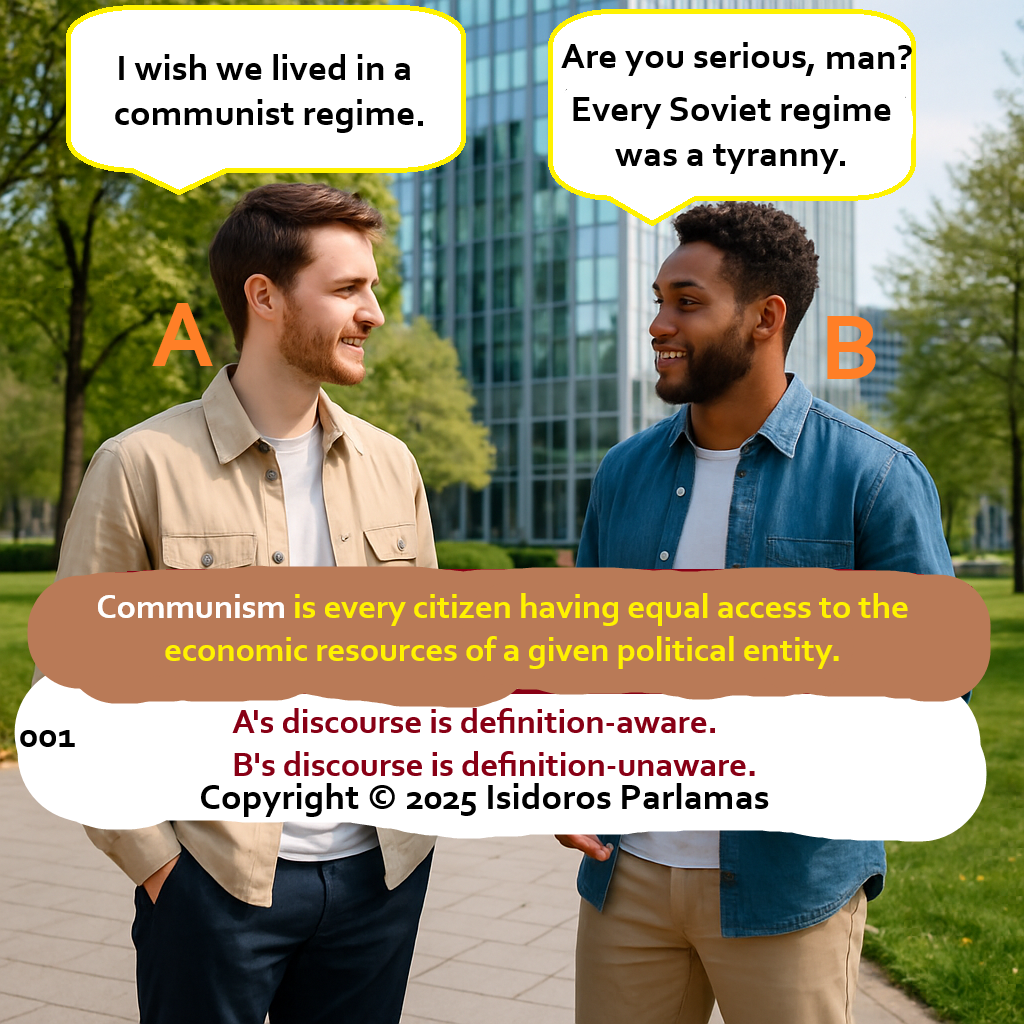 I wish we lived in a
communist regime.
Are you serious, man?
Every Soviet regime
was a tyranny.
A
B
Communism is every citizen having equal access to the
economic resources of a given political entity.
001
A's discourse is definition-aware.
B's discourse is definition-unaware.
Copyright © 2025 Isidoros Parlamas